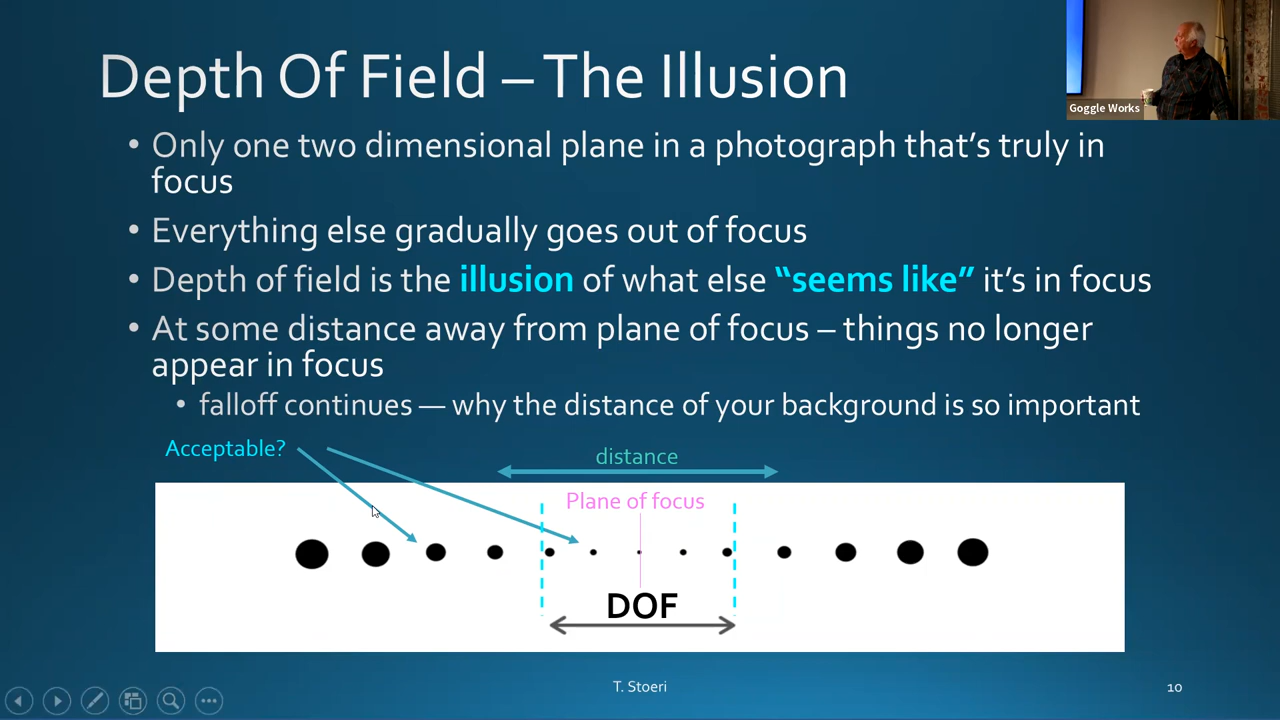 Depth Of Field – The Illusion
Goggle Works
• Only one two dimensional plane in a photograph that's truly in
focus
• Everything else gradually goes out of focus
• Depth of field is the illusion of what else “seems like” it's in focus
• At some distance away from plane of focus – things no longer
appear in focus
• falloff continues — why the distance of your background is so important
Acceptable?
distance
Plane of focus
DOF
T. Stoeri
10